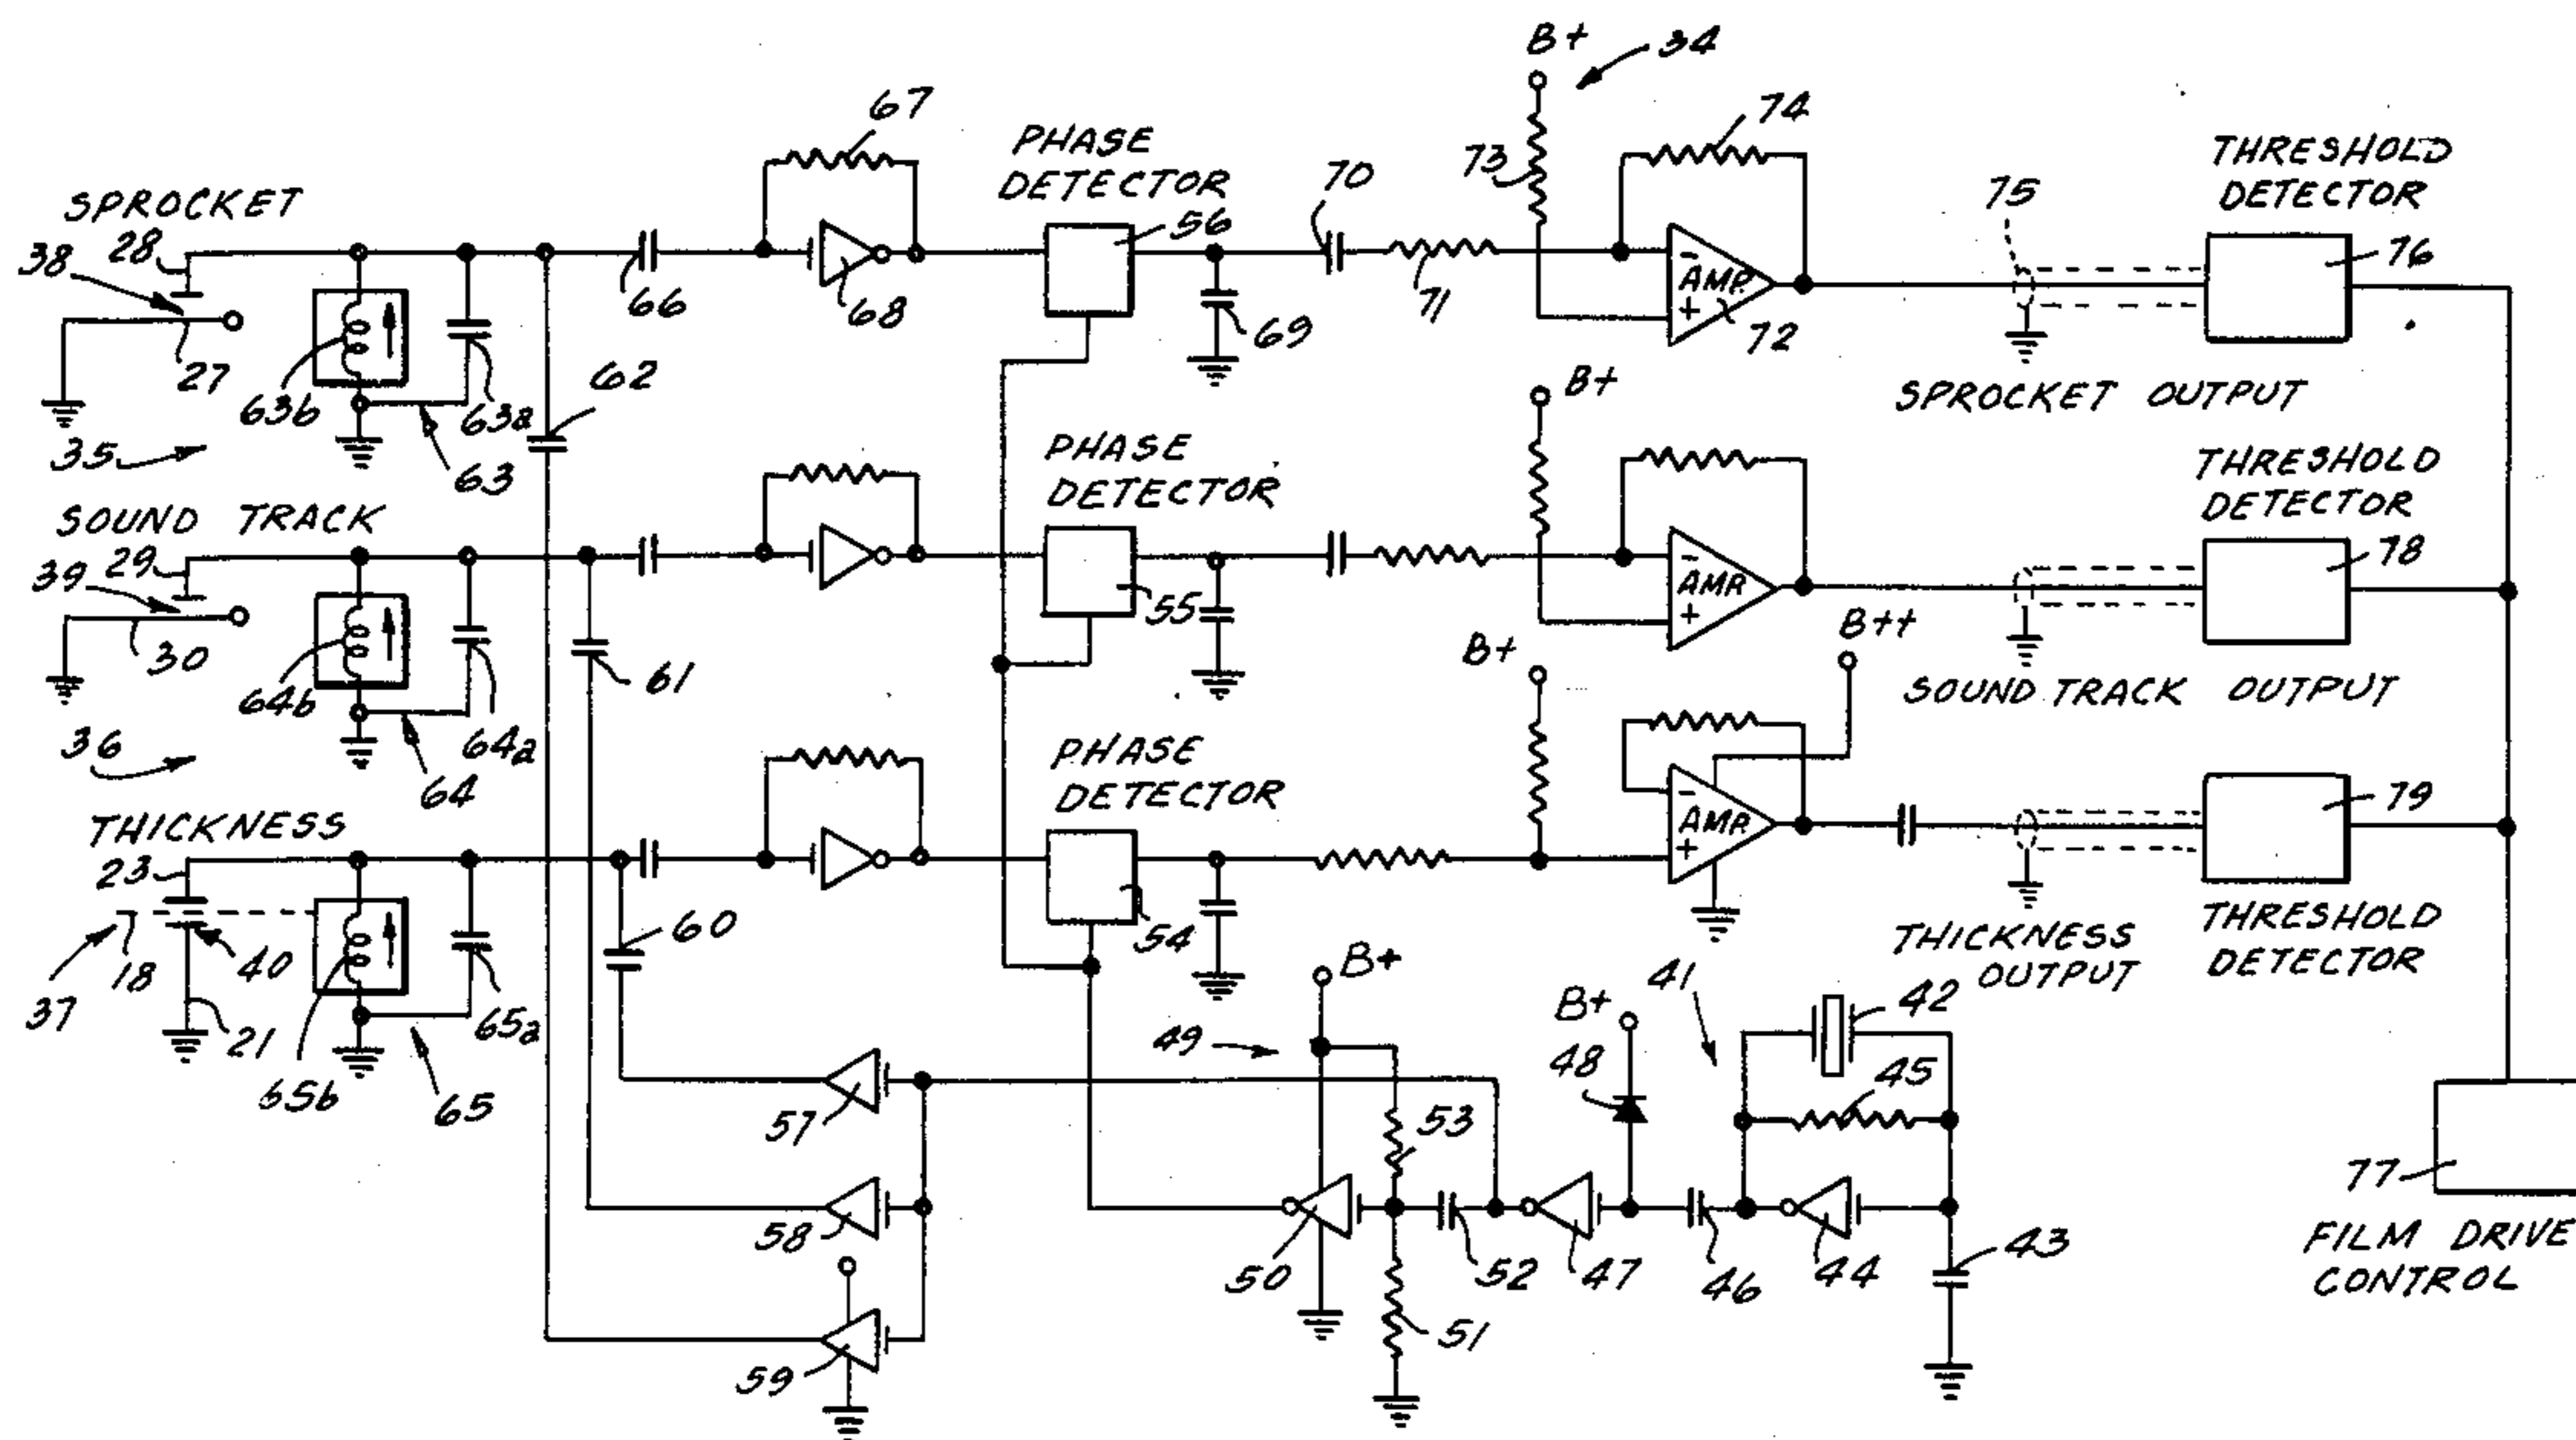 B+
34
67
74
PHASE
DETECTOR
73
70
THRESHOLD
DETECTOR
75
SPROCKET
28
56
38
76
66
68
71
AMP.
-
+
72
69
27
62
63b
63a
B+
SPROCKET OUTPUT
35
63
PHASE
DETECTOR
THRESHOLD
DETECTOR
SOUND TRACK
29
39
78
55
AMP.
-
+
B++
30
61
B+
64b
64a
SOUND TRACK OUTPUT
36
64
PHASE
DETECTOR
THICKNESS
79
23
AMP.
-
+
60
54
THICKNESS
OUTPUT
THRESHOLD
DETECTOR
18
40
37
21
65b
65a
65
B+
49
B+
48
41
42
45
57
53
77
58
50
52
47
46
44
43
FILM DRIVE
CONTROL
51
59